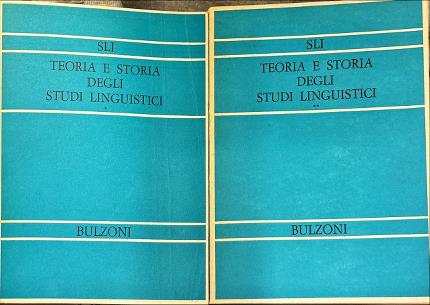 SLI
TEORIA E STORIA
DEGLI
STUDI LINGUISTICI
*
BULZONI
SLI
TEORIA E STORIA
DEGLI
STUDI LINGUISTICI
**
BULZONI